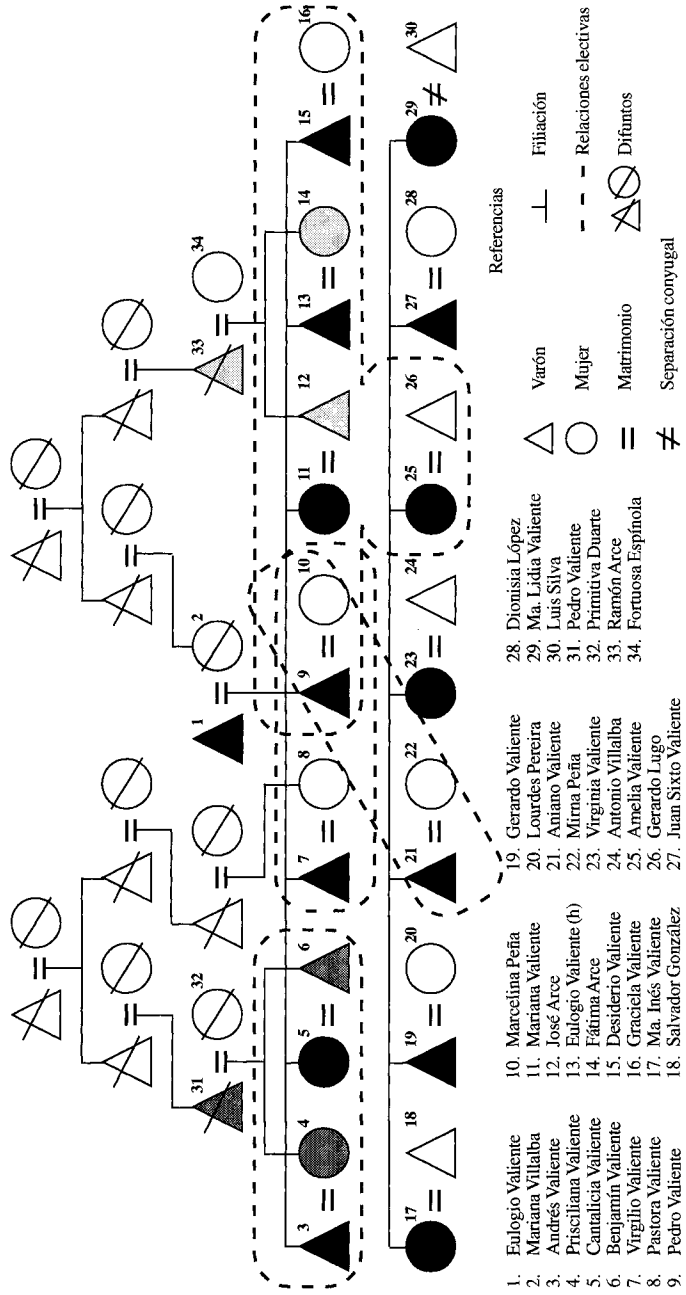 31 32 1 2 33 34
3 4 5 6 7 8 9 10 11 12 13 14 15 16
17 18 19 20 21 22 23 24 25 26 27 28 29 30
1. Eulogio Valiente
2. Mariana Villalba
3. Andrés Valiente
4. Prisciliana Valiente
5. Cantalicia Valiente
6. Benjamín Valiente
7. Virgilio Valiente
8. Pastora Valiente
9. Pedro Valiente
10. Marcelina Peña
11. Mariana Valiente
12. José Arce
13. Eulogio Valiente (h)
14. Fátima Arce
15. Desiderio Valiente
16. Graciela Valiente
17. Ma. Inés Valiente
18. Salvador González
19. Gerardo Valiente
20. Lourdes Pereira
21. Aniano Valiente
22. Mirna Peña
23. Virginia Valiente
24. Antonio Villalba
25. Amelia Valiente
26. Gerardo Lugo
27. Juan Sixto Valiente
28. Dionisia López
29. Ma. Lidia Valiente
30. Luis Silva
31. Pedro Valiente
32. Primitiva Duarte
33. Ramón Arce
34. Fortuosa Espínola
Referencias
Varón
Mujer
= Matrimonio
≠ Separación conyugal
Filiación
Relaciones electivas
Difuntos